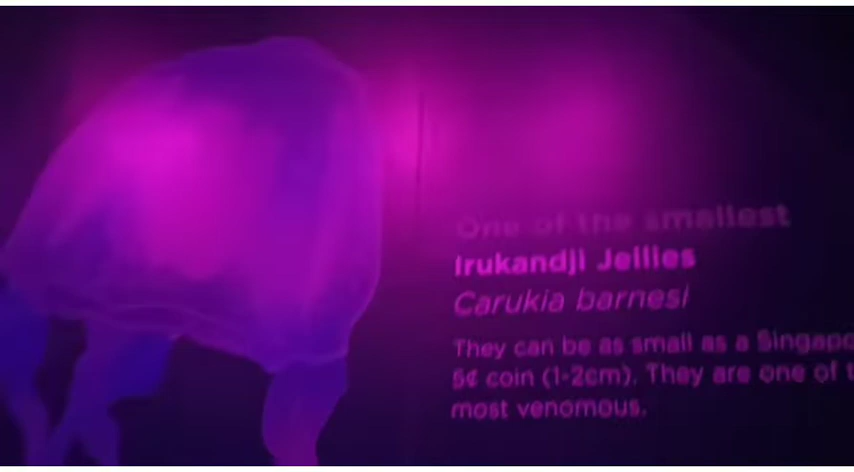 One of the smallest
Irukandji Jellies
Carukia barnesi
They can be as small as a
5¢ coin (1-2cm). They are one of
most venomous.